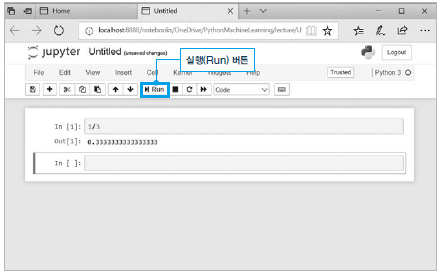 Home
Untitled
localhost:8888/notebooks/OneDrive/PythonMachineLearning/lecture/U
jupyter Untitled (unsaved changes)
Logout
실행(Run) 버튼
File Edit View Insert Cell Kernel Widgets Help
Trusted
Python 3
Run
Code
In [1]: 1/3
Out[1]: 0.3333333333333333
In [ ]: